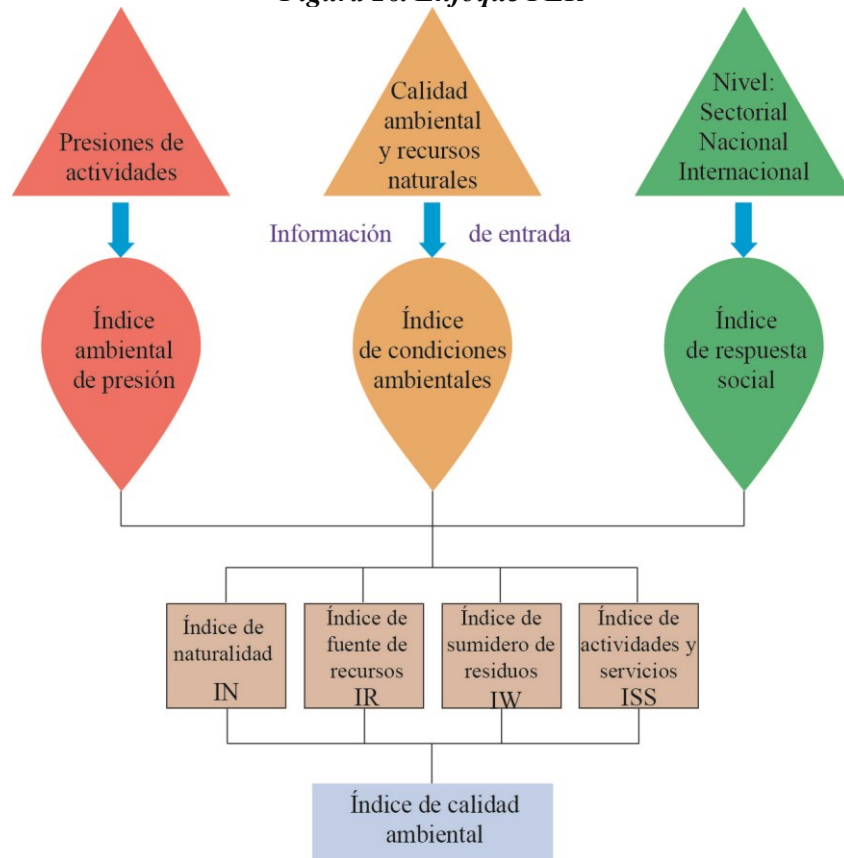 Presiones de
actividades
Calidad
ambiental
y recursos
naturales
Nivel:
Sectorial
Nacional
Internacional
Información de entrada
Índice
ambiental
de presión
Índice
de condiciones
ambientales
Índice
de respuesta
social
Índice de
naturalidad
IN
Índice de
fuente de
recursos
IR
Índice de
sumidero de
residuos
IW
Índice de
actividades y
servicios
ISS
Índice de calidad
ambiental